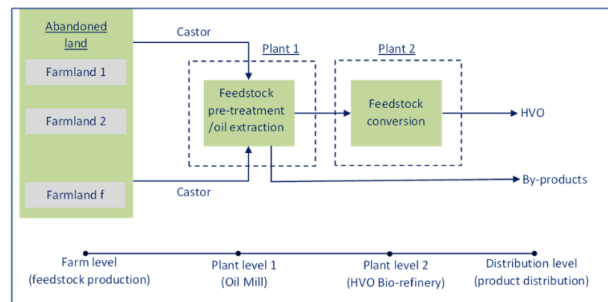 Abandoned
land
Farmland 1
Farmland 2
Farmland f
Castor
Castor
Plant 1
Feedstock
pre-treatment
/oil extraction
Plant 2
Feedstock
conversion
HVO
By-products
Farm level
(feedstock production)
Plant level 1
(Oil Mill)
Plant level 2
(HVO Bio-refinery)
Distribution level
(product distribution)